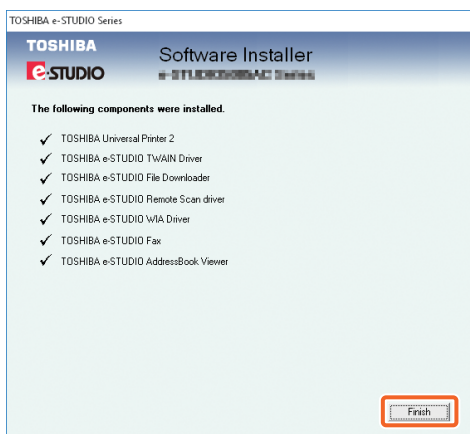 TOSHIBA e-STUDIO Series
TOSHIBA
e-STUDIO
Software Installer
The following components were installed.
✓ TOSHIBA Universal Printer 2
✓ TOSHIBA e-STUDIO TWAIN Driver
✓ TOSHIBA e-STUDIO File Downloader
✓ TOSHIBA e-STUDIO Remote Scan driver
✓ TOSHIBA e-STUDIO WIA Driver
✓ TOSHIBA e-STUDIO Fax
✓ TOSHIBA e-STUDIO AddressBook Viewer
Finish